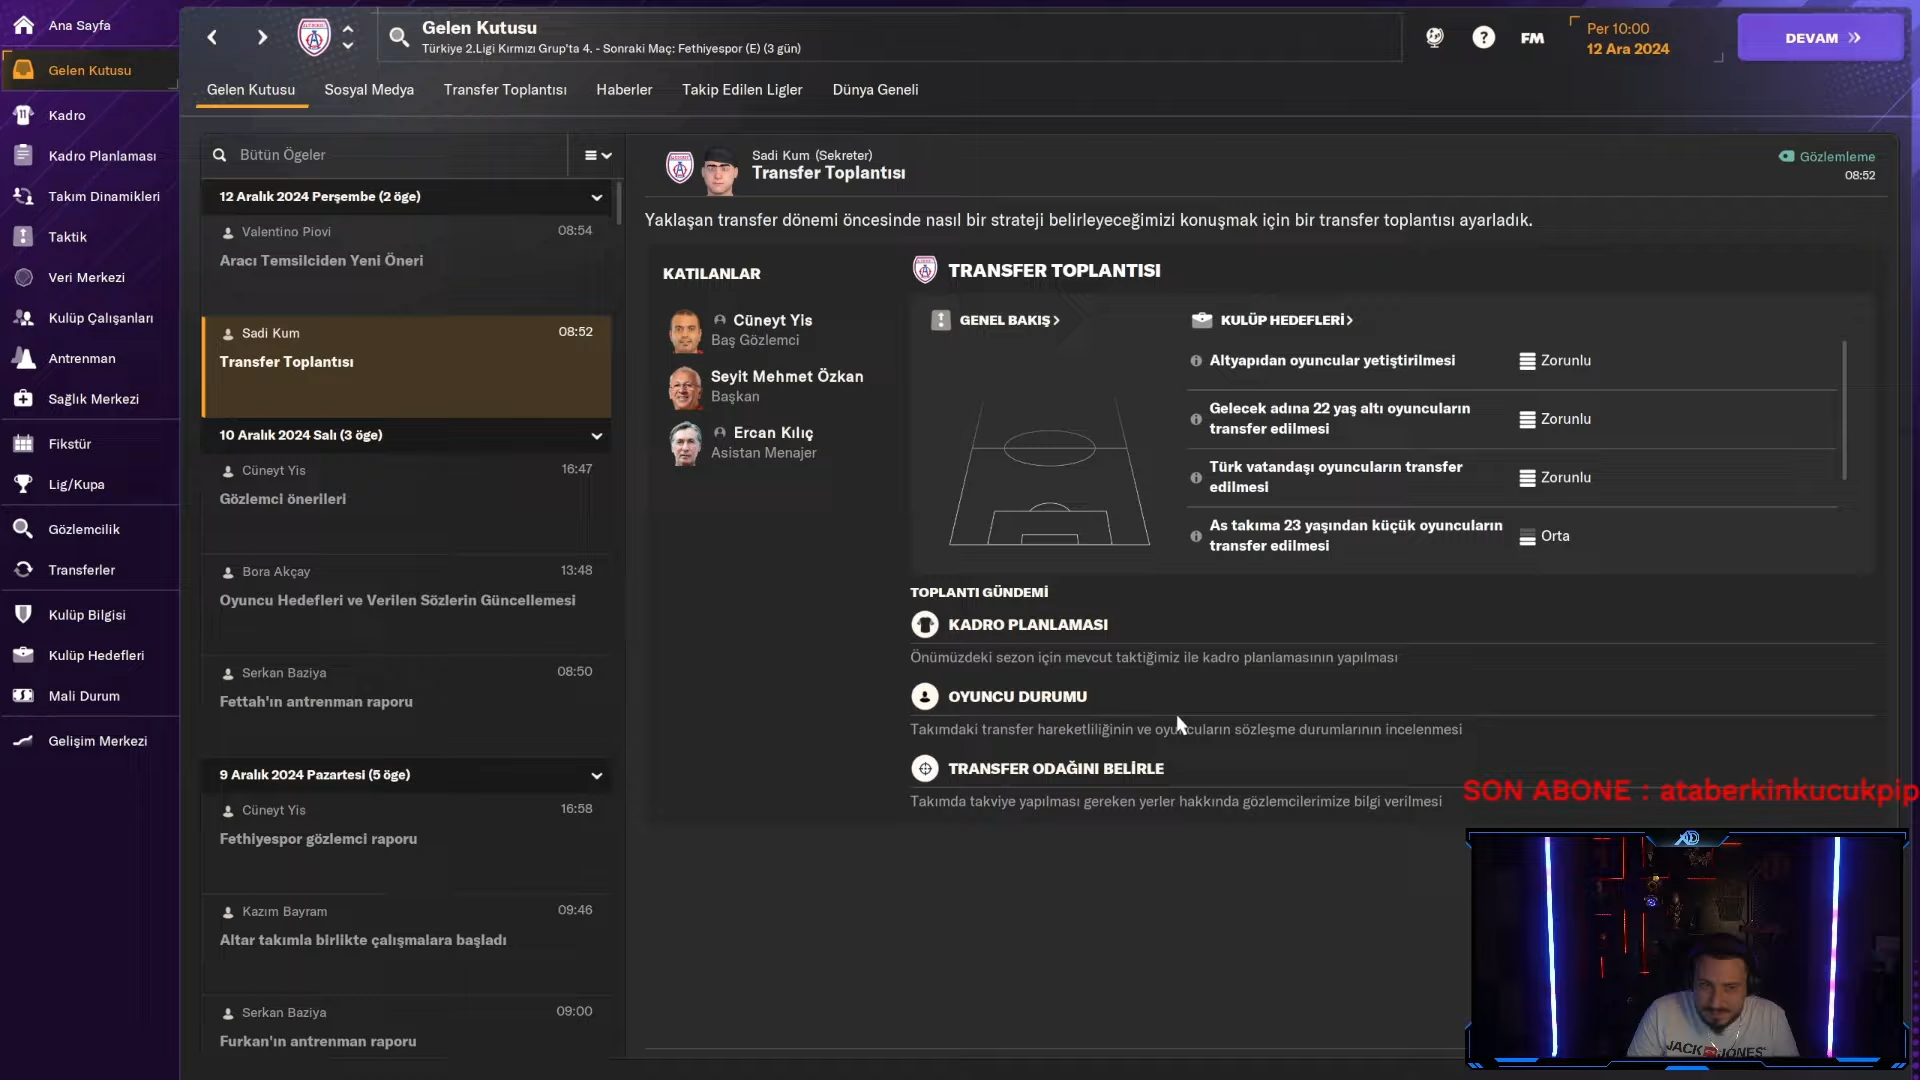 Ana Sayfa
Gelen Kutusu
Kadro
Kadro Planlaması
Takım Dinamikleri
Taktik
Veri Merkezi
Kulüp Çalışanları
Antrenman
Sağlık Merkezi
Fikstür
Lig/Kupa
Gözlemcilik
Transferler
Kulüp Bilgisi
Kulüp Hedefleri
Mali Durum
Gelişim Merkezi
Gelen Kutusu
Türkiye 2.Ligi Kırmızı Grup'ta 4. - Sonraki Maç: Fethiyespor (E) (3 gün)
FM
Per 10:00
12 Ara 2024
DEVAM
Gelen Kutusu
Sosyal Medya
Transfer Toplantısı
Haberler
Takip Edilen Ligler
Dünya Geneli
Bütün Ögeler
12 Aralık 2024 Perşembe (2 öge)
Valentino Piovi 08:54
Aracı Temsilciden Yeni Öneri
Sadi Kum 08:52
Transfer Toplantısı
10 Aralık 2024 Salı (3 öge)
Cüneyt Yis 16:47
Gözlemci önerileri
Bora Akçay 13:48
Oyuncu Hedefleri ve Verilen Sözlerin Güncellemesi
Serkan Baziya 08:50
Fettah'ın antrenman raporu
9 Aralık 2024 Pazartesi (5 öge)
Cüneyt Yis 16:58
Fethiyespor gözlemci raporu
Kazım Bayram 09:46
Altar takımla birlikte çalışmalara başladı
Serkan Baziya 09:00
Furkan'ın antrenman raporu
Sadi Kum (Sekreter)
Transfer Toplantısı
Gözlemleme
08:52
Yaklaşan transfer dönemi öncesinde nasıl bir strateji belirleyeceğimizi konuşmak için bir transfer toplantısı ayarladık.
KATILANLAR
Cüneyt Yis
Baş Gözlemci
Seyit Mehmet Özkan
Başkan
Ercan Kılıç
Asistan Menajer
TRANSFER TOPLANTISI
GENEL BAKIŞ
KULÜP HEDEFLERİ
Altyapıdan oyuncular yetiştirilmesi Zorunlu
Gelecek adına 22 yaş altı oyuncuların
transfer edilmesi Zorunlu
Türk vatandaşı oyuncuların transfer
edilmesi Zorunlu
As takıma 23 yaşından küçük oyuncuların
transfer edilmesi Orta
TOPLANTI GÜNDEMİ
KADRO PLANLAMASI
Önümüzdeki sezon için mevcut taktiğimiz ile kadro planlamasının yapılması
OYUNCU DURUMU
Takımdaki transfer hareketliliğinin ve oyuncuların sözleşme durumlarının incelenmesi
TRANSFER ODAĞINI BELİRLE
Takımda takviye yapılması gereken yerler hakkında gözlemcilerimize bilgi verilmesi
SON ABONE : ataberkinkucukpip
JACK & JONES